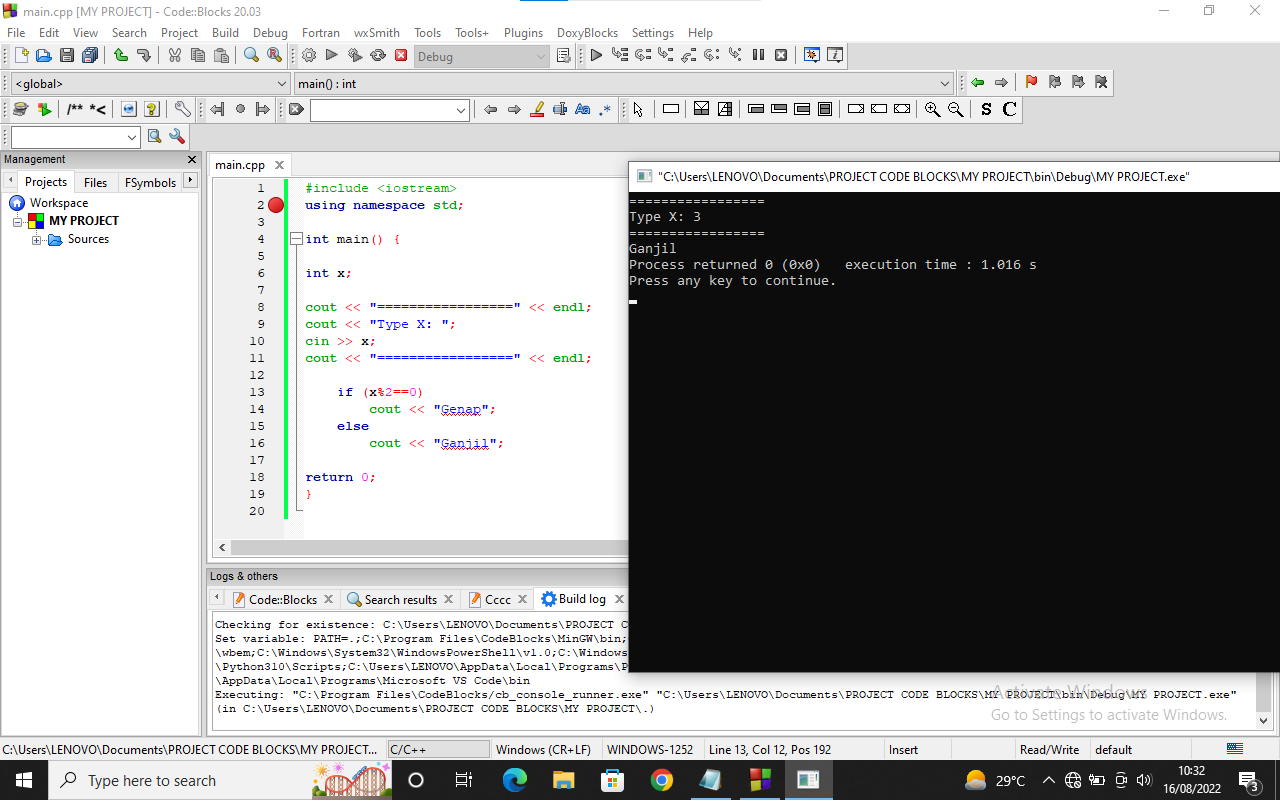 main.cpp [MY PROJECT] - Code::Blocks 20.03
File Edit View Search Project Build Debug Fortran wxSmith Tools Tools+ Plugins DoxyBlocks Settings Help
Debug
<global> main() : int
/** *< Aa .* S C
Management
Projects Files FSymbols
Workspace
MY PROJECT
Sources
main.cpp
1 #include <iostream>
2 using namespace std;
3
4 int main() {
5
6 int x;
7
8 cout << "=================" << endl;
9 cout << "Type X: ";
10 cin >> x;
11 cout << "=================" << endl;
12
13 if (x%2==0)
14 cout << "Genap";
15 else
16 cout << "Ganjil";
17
18 return 0;
19 }
20
"C:\Users\LENOVO\Documents\PROJECT CODE BLOCKS\MY PROJECT\bin\Debug\MY PROJECT.exe"
=================
Type X: 3
=================
Ganjil
Process returned 0 (0x0) execution time : 1.016 s
Press any key to continue.
Logs & others
Code::Blocks Search results Cccc Build log
Checking for existence: C:\Users\LENOVO\Documents\PROJECT C
Set variable: PATH=.;C:\Program Files\CodeBlocks\MinGW\bin;
\wbem;C:\Windows\System32\WindowsPowerShell\v1.0;C:\Windows
\Python310\Scripts;C:\Users\LENOVO\AppData\Local\Programs\P
\AppData\Local\Programs\Microsoft VS Code\bin
Executing: "C:\Program Files\CodeBlocks/cb_console_runner.exe" "C:\Users\LENOVO\Documents\PROJECT CODE BLOCKS\MY PROJECT\bin\Debug\MY PROJECT.exe"
(in C:\Users\LENOVO\Documents\PROJECT CODE BLOCKS\MY PROJECT\.)
Activate Windows
Go to Settings to activate Windows.
C:\Users\LENOVO\Documents\PROJECT CODE BLOCKS\MY PROJECT... C/C++ Windows (CR+LF) WINDOWS-1252 Line 13, Col 12, Pos 192 Insert Read/Write default
Type here to search 29°C 10:32
16/08/2022 3